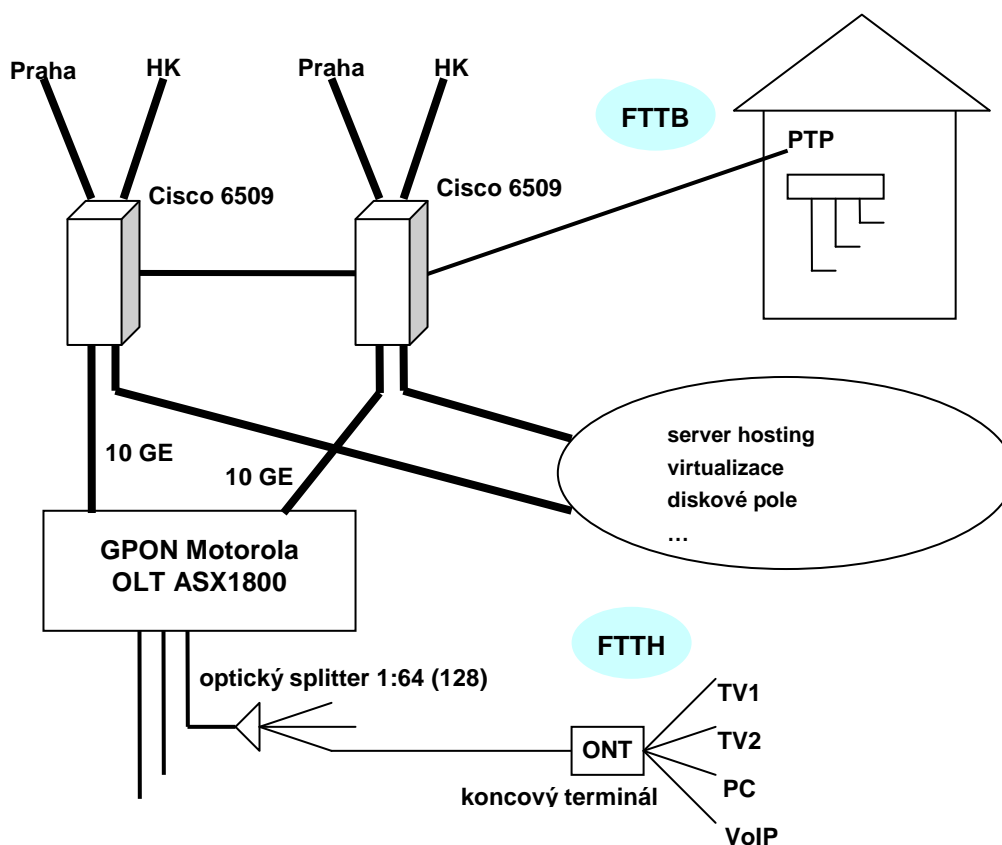 Praha
HK
Praha
HK
FTTB
PTP
Cisco 6509
Cisco 6509
10 GE
10 GE
server hosting
virtualizace
diskové pole
...
GPON Motorola
OLT ASX1800
FTTH
optický splitter 1:64 (128)
ONT
koncový terminál
TV1
TV2
PC
VoIP